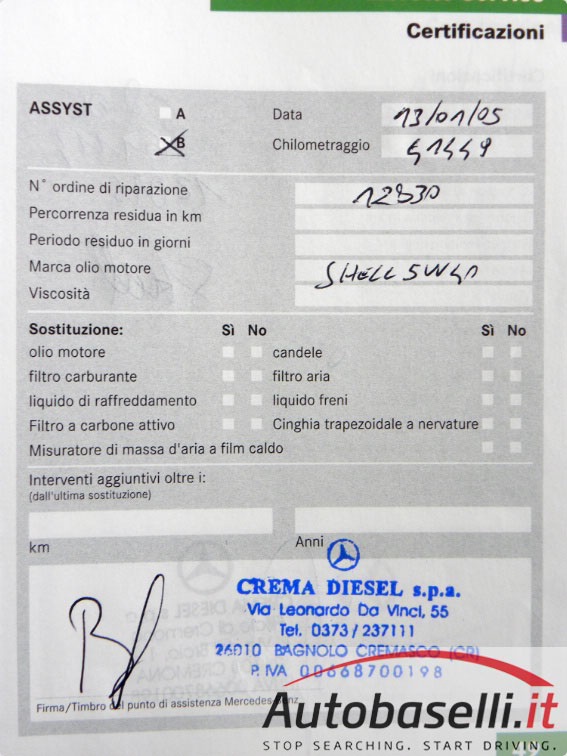 Certificazioni
ASSYST
A
Data 13/01/05
B
Chilometraggio 51449
N° ordine di riparazione 12830
Percorrenza residua in km
Periodo residuo in giorni
Marca olio motore SHELL 5W40
Viscosità
Sostituzione: Sì No Sì No
olio motore candele
filtro carburante filtro aria
liquido di raffreddamento liquido freni
Filtro a carbone attivo Cinghia trapezoidale a nervature
Misuratore di massa d'aria a film caldo
Interventi aggiuntivi oltre i:
(dall'ultima sostituzione)
km Anni
CREMA DIESEL s.p.a.
Via Leonardo Da Vinci, 55
Tel. 0373/237111
26010 BAGNOLO CREMASCO (CR)
P. IVA 00668700198
Firma/Timbro del punto di assistenza Mercedes-Benz
Autobaselli.it
STOP SEARCHING. START DRIVING.